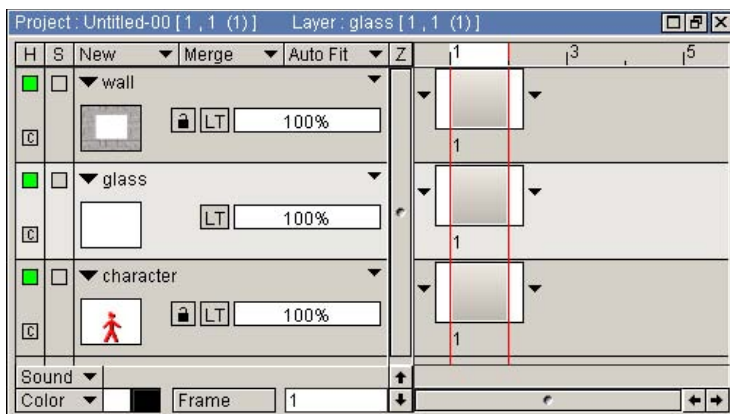 Project : Untitled-00 [ 1 , 1 (1) ] Layer : glass [ 1 , 1 (1) ]
H S New Merge Auto Fit Z 1 3 5
wall
LT 100%
C
1
glass
LT 100%
C
1
character
LT 100%
C
1
Sound
Color Frame 1